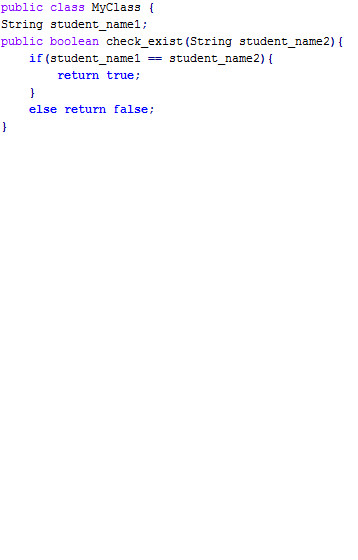 public class MyClass {
String student_name1;
public boolean check_exist(String student_name2){
    if(student_name1 == student_name2){
        return true;
    }
    else return false;
}